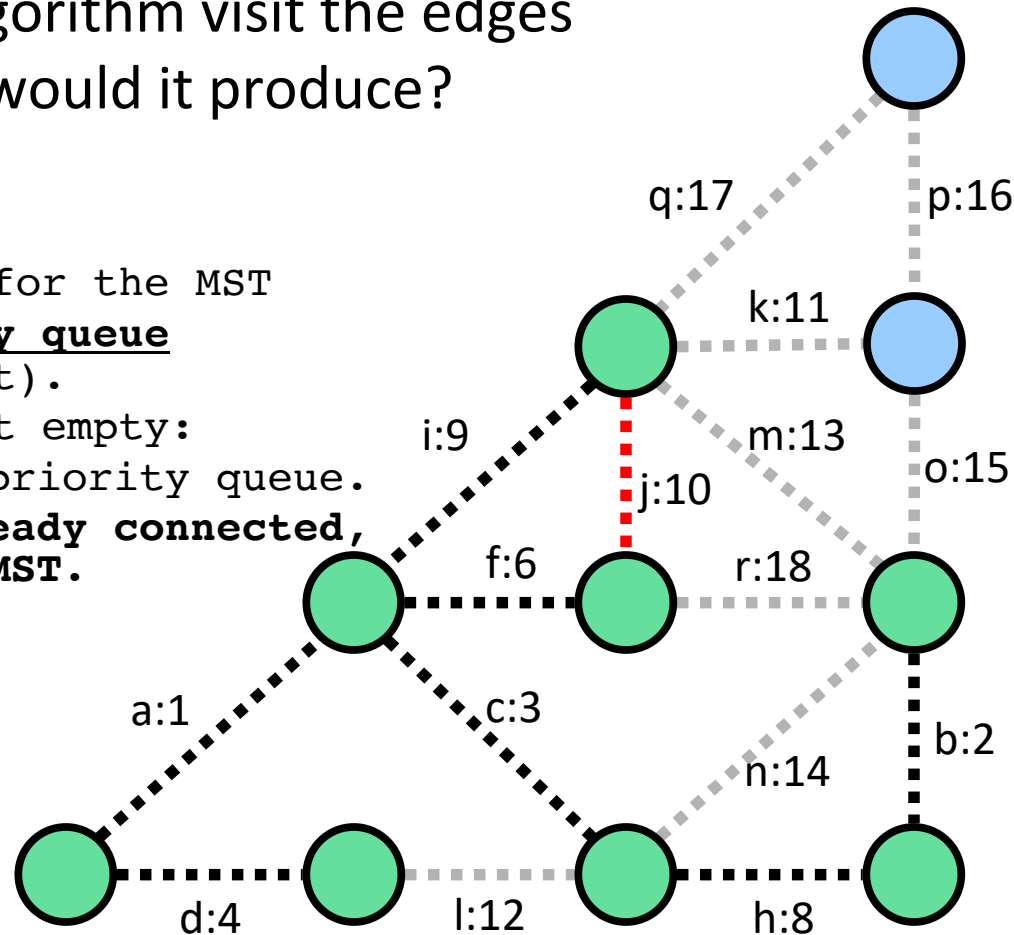 gorithm visit the edges
would it produce?
q:17
p:16
for the MST
y queue
k:11
t).
t empty:
i:9
m:13
priority queue.
o:15
j:10
eady connected,
f:6
r:18
MST.
a:1
c:3
b:2
n:14
d:4
l:12
h:8